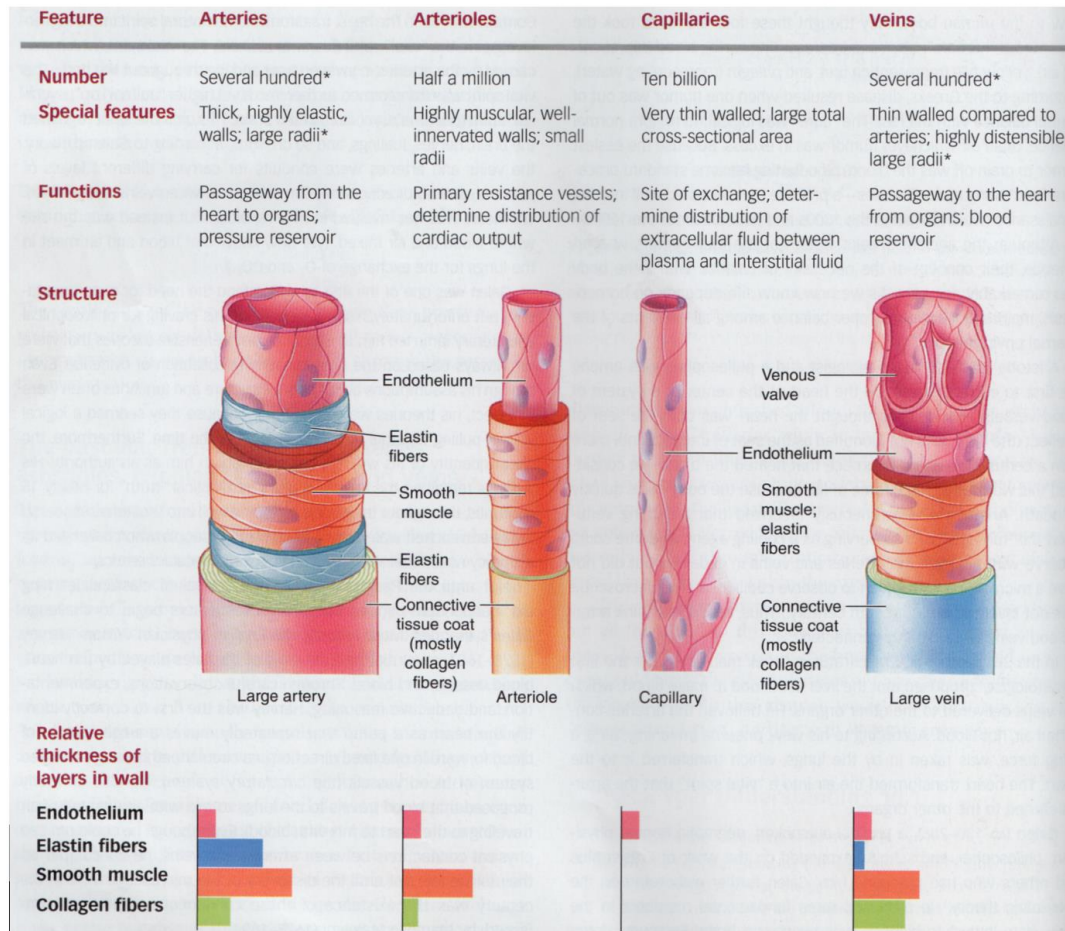 Feature Arteries Arterioles Capillaries Veins
Number Several hundred* Half a million Ten billion Several hundred*
Special Features Thick, highly elastic, walls; large radii* Highly muscular, well-innervated walls; small radii Very thin walled; large total cross-sectional area Thin walled compared to arteries; highly distensible large radii*
Functions Passageway from the heart to organs; pressure reservoir Primary resistance vessels; determine distribution of cardiac output Site of exchange; deter-mine distribution of extracellular fluid between plasma and interstitial fluid Passageway to the heart from organs; blood reservoir
Structure
Endothelium
Elastin
fibers
Smooth
muscle
Elastin
fibers
Connective
tissue coat
(mostly
collagen
fibers)
Venous
valve
Endothelium
Smooth
muscle;
elastin
fibers
Connective
tissue coat
(mostly
collagen
fibers)
Large artery Arteriole Capillary Large vein
Relative
thickness of
layers in wall
Endothelium
Elastin fibers
Smooth muscle
Collagen fibers